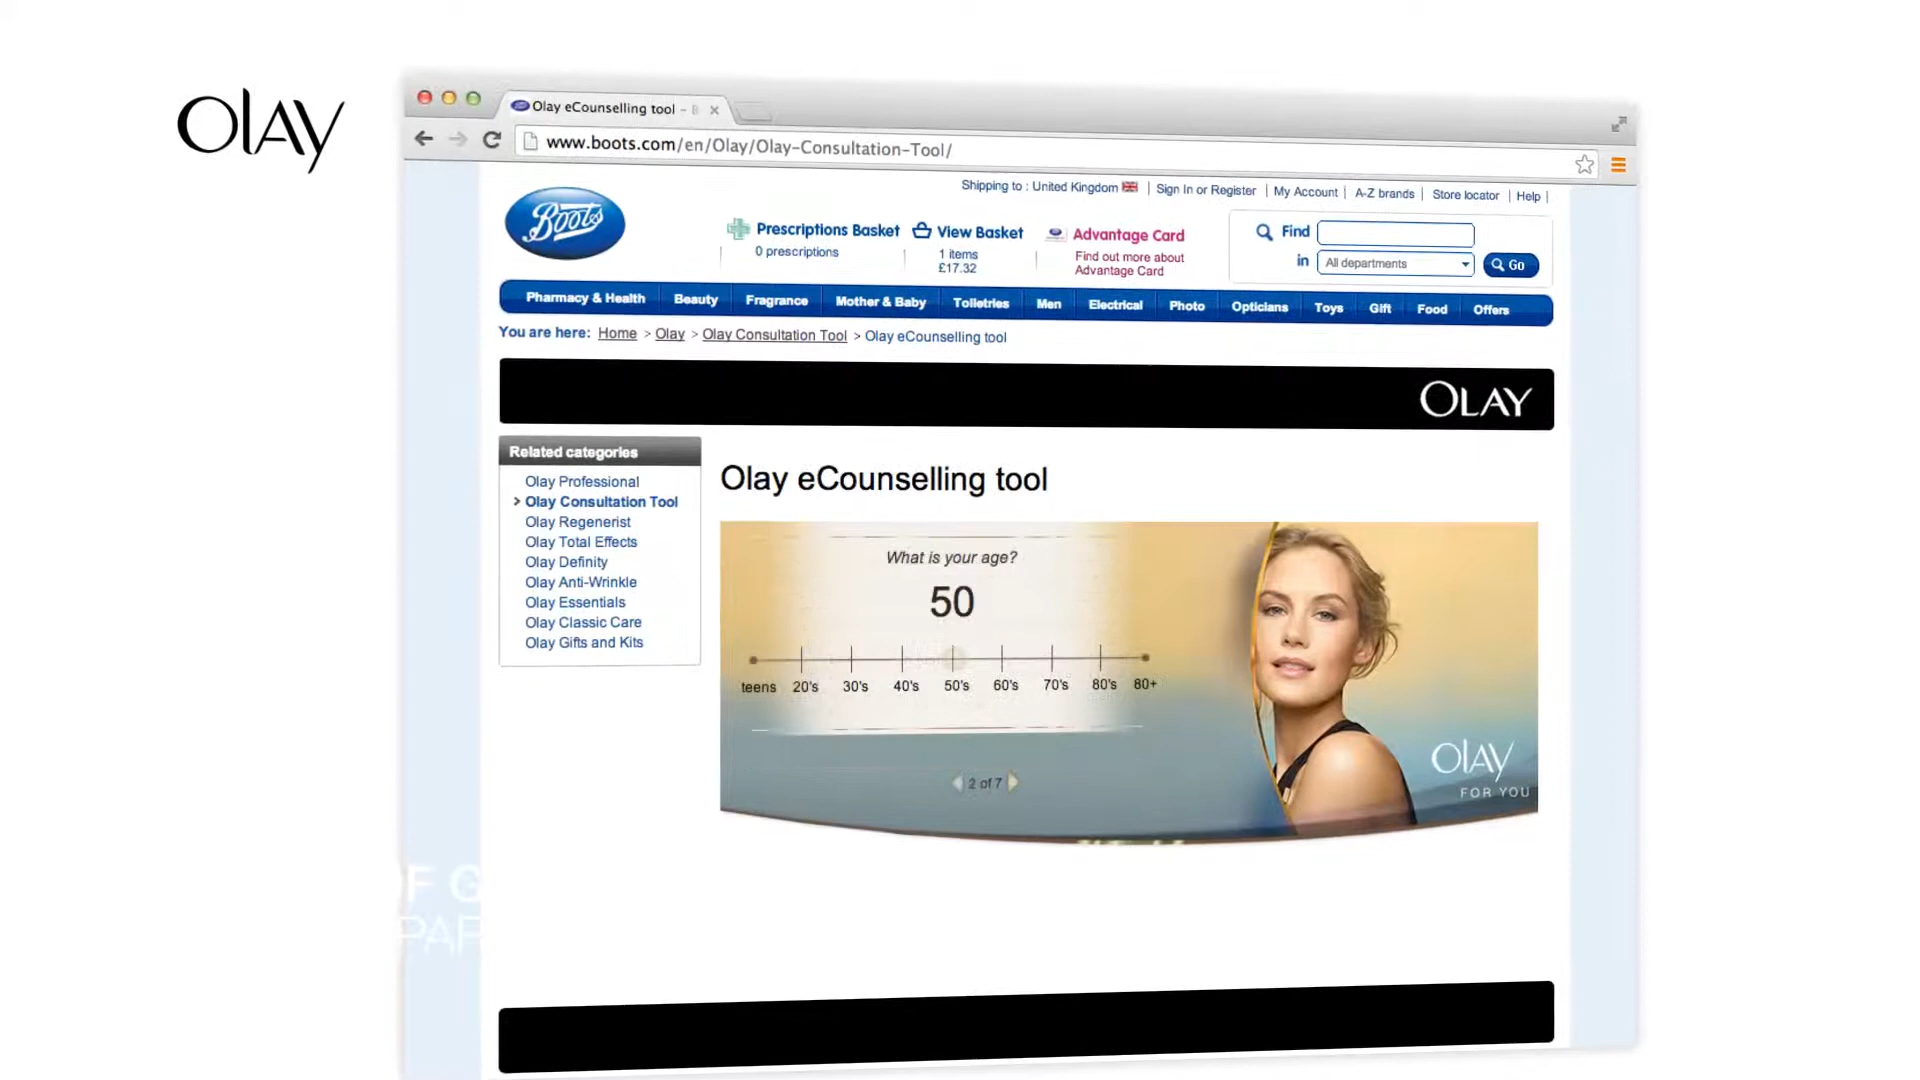 Olay
Olay eCounselling tool - B
www.boots.com/en/Olay/Olay-Consultation-Tool/
Shipping to : United Kingdom | Sign In or Register | My Account | A-Z brands | Store locator | Help |
Boots
Prescriptions Basket
0 prescriptions
View Basket
1 items
£17.32
Advantage Card
Find out more about
Advantage Card
Find
in All departments Go
Pharmacy & Health Beauty Fragrance Mother & Baby Toiletries Men Electrical Photo Opticians Toys Gift Food Offers
You are here: Home > Olay > Olay Consultation Tool > Olay eCounselling tool
OLAY
Related categories
Olay Professional
> Olay Consultation Tool
Olay Regenerist
Olay Total Effects
Olay Definity
Olay Anti-Wrinkle
Olay Essentials
Olay Classic Care
Olay Gifts and Kits
Olay eCounselling tool
What is your age?
50
teens 20's 30's 40's 50's 60's 70's 80's 80+
2 of 7
Olay
FOR YOU
OF G
PAR